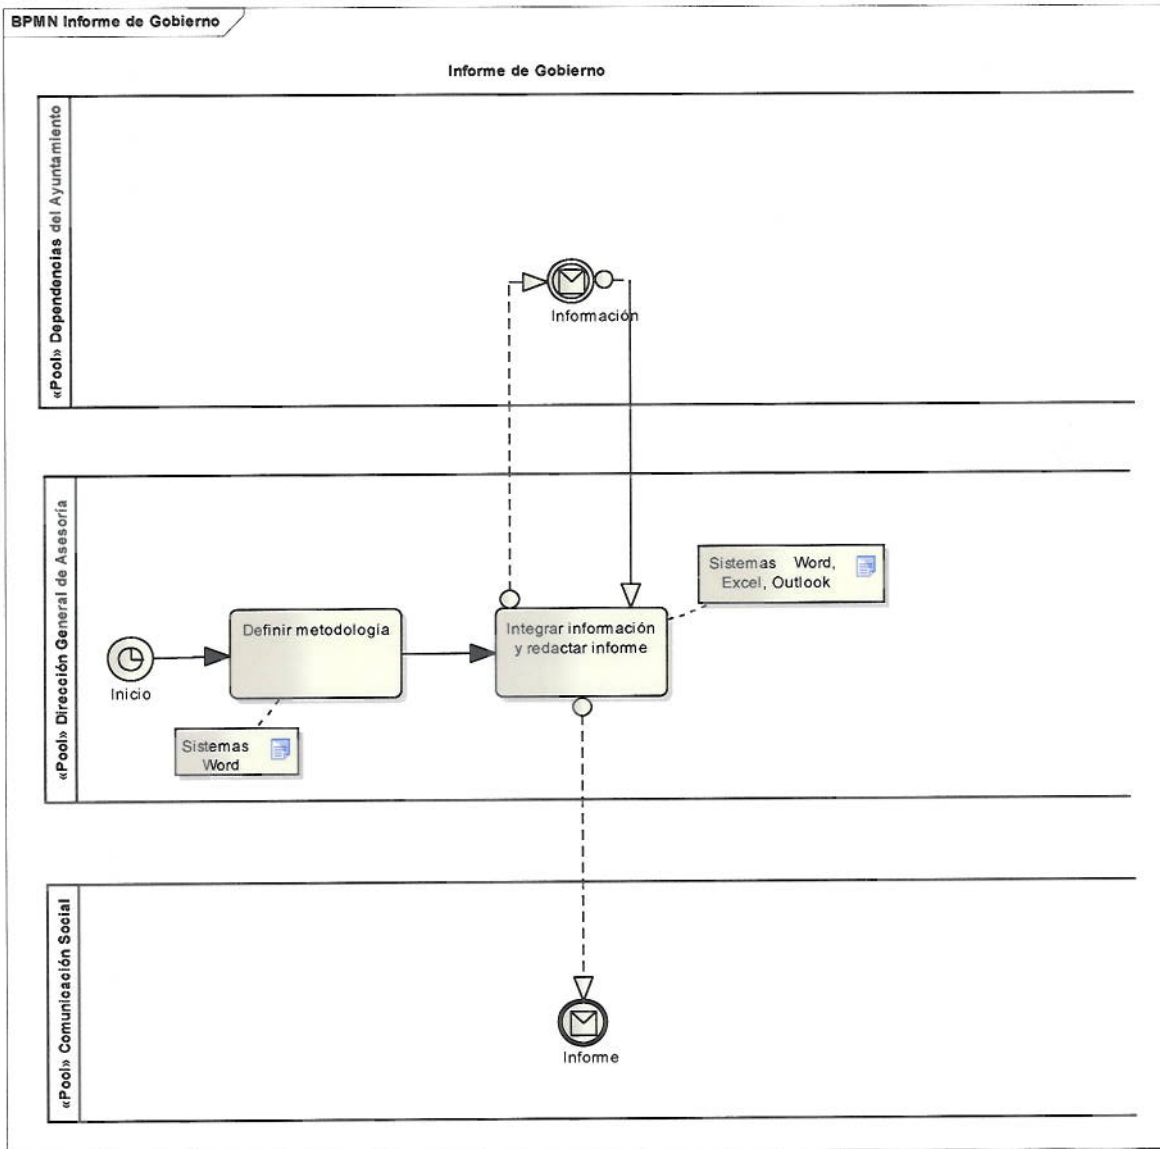 BPMN Informe de Gobierno
Informe de Gobierno
«Pool» Dependencias del Ayuntamiento
Información
«Pool» Dirección General de Asesoría
Sistemas Word,
Excel, Outlook
Definir metodología
Integrar información
y redactar informe
Inicio
Sistemas
Word
«Pool» Comunicación Social
Informe